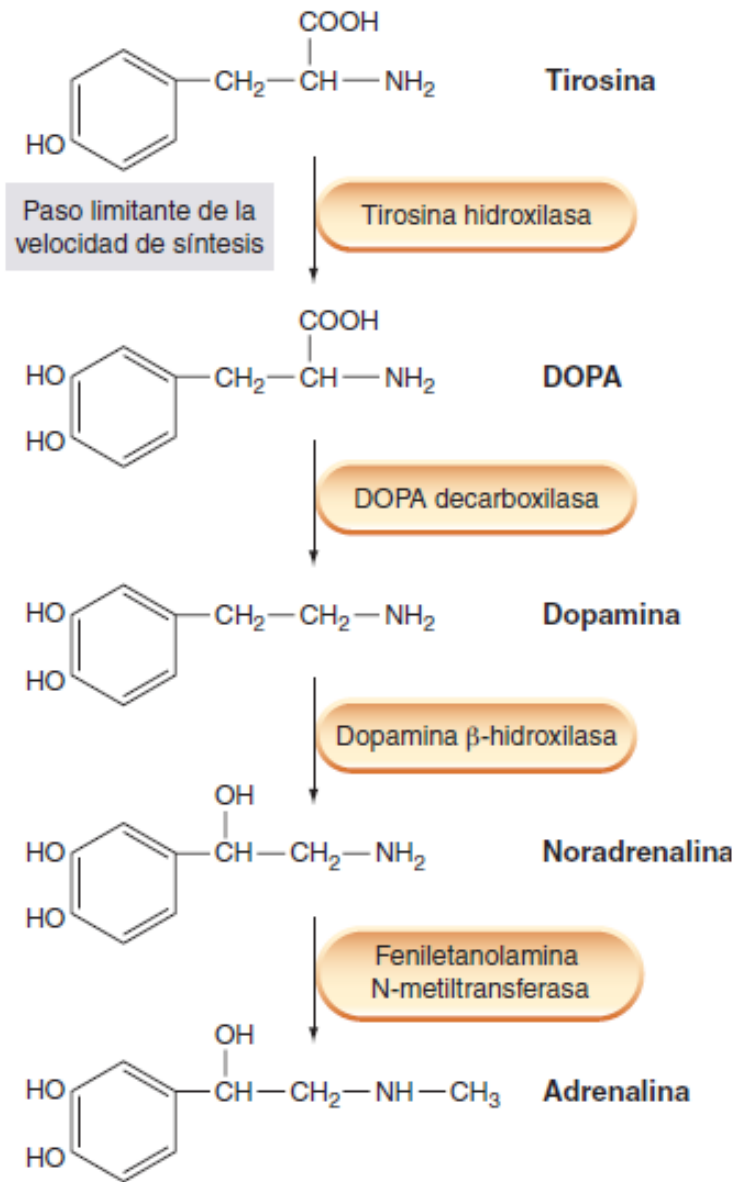 COOH
CH₂—CH—NH₂ Tirosina
HO
Paso limitante de la
velocidad de síntesis
Tirosina hidroxilasa
COOH
HO CH₂—CH—NH₂ DOPA
HO
DOPA decarboxilasa
HO CH₂—CH₂—NH₂ Dopamina
HO
Dopamina β-hidroxilasa
OH
HO CH—CH₂—NH₂ Noradrenalina
HO
Feniletanolamina
N-metiltransferasa
OH
HO CH—CH₂—NH—CH₃ Adrenalina
HO